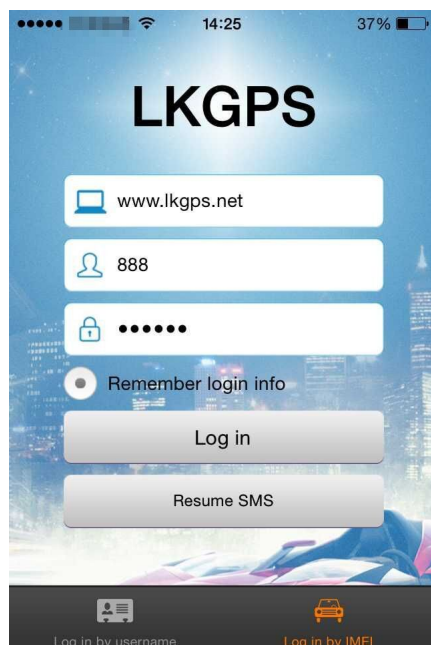 14:25
37%
LKGPS
www.lkgps.net
888
Remember login info
Log in
Resume SMS
Log in by username
Log in by IMEI